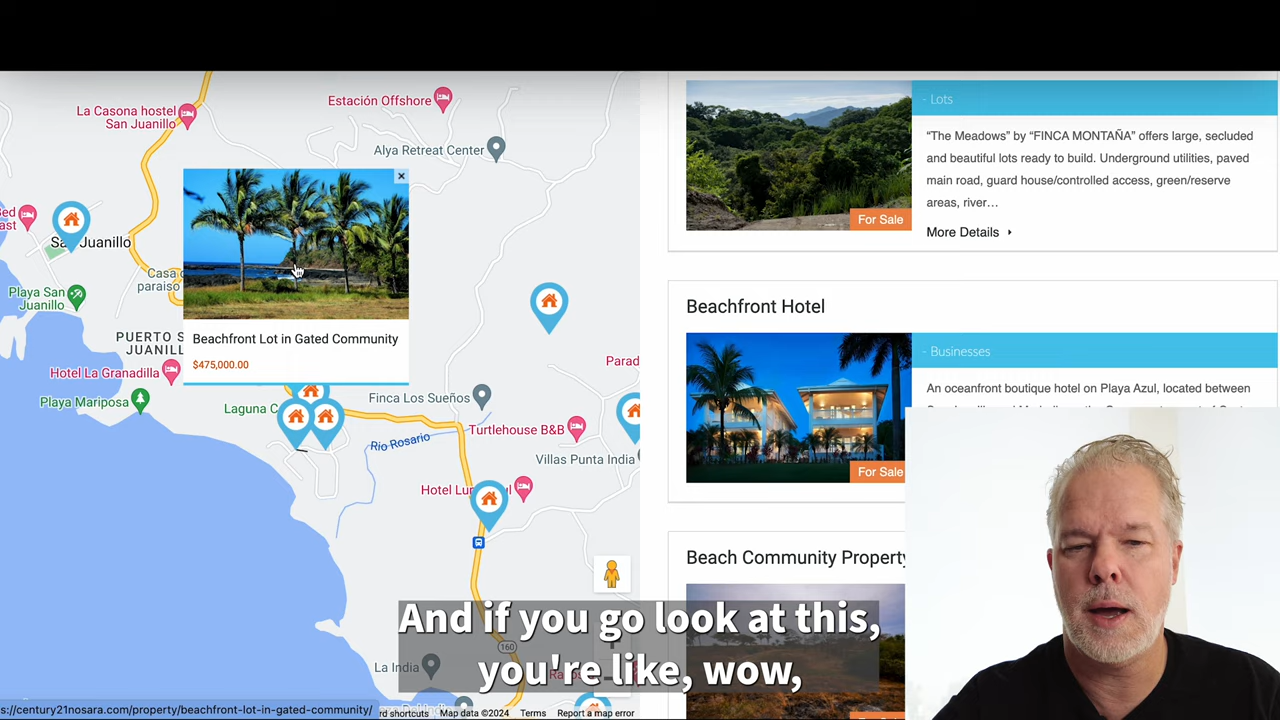 La Casona hostel
San Juanillo
Estación Offshore
Alya Retreat Center
San Juanillo
Casa
paraiso
Playa San
Juanillo
PUERTO S
JUANILL
Hotel La Granadilla
Playa Mariposa
Beachfront Lot in Gated Community
$475,000.00
Laguna C
Finca Los Sueños
Río Rosario
Turtlehouse B&B
Villas Punta India
Parad
Hotel Lu
160
La India
s://century21nosara.com/property/beachfront-lot-in-gated-community/
rd shortcuts
Map data ©2024
Terms
Report a map error
- Lots
“The Meadows” by “FINCA MONTAÑA” offers large, secluded
and beautiful lots ready to build. Underground utilities, paved
main road, guard house/controlled access, green/reserve
areas, river…
More Details
For Sale
Beachfront Hotel
- Businesses
An oceanfront boutique hotel on Playa Azul, located between
For Sale
Beach Community Property
And if you go look at this,
you're like, wow,